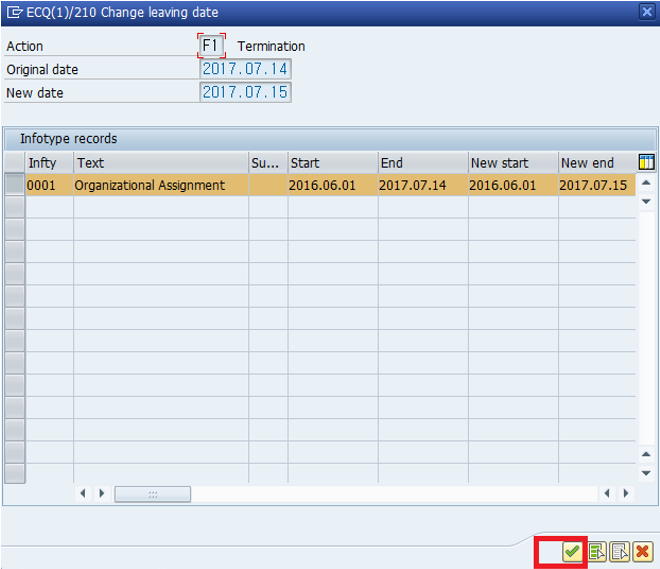 ECQ(1)/210 Change leaving date
Action F1 Termination
Original date 2017.07.14
New date 2017.07.15
Infotype records
Infty Text Su... Start End New start New end
0001 Organizational Assignment 2016.06.01 2017.07.14 2016.06.01 2017.07.15